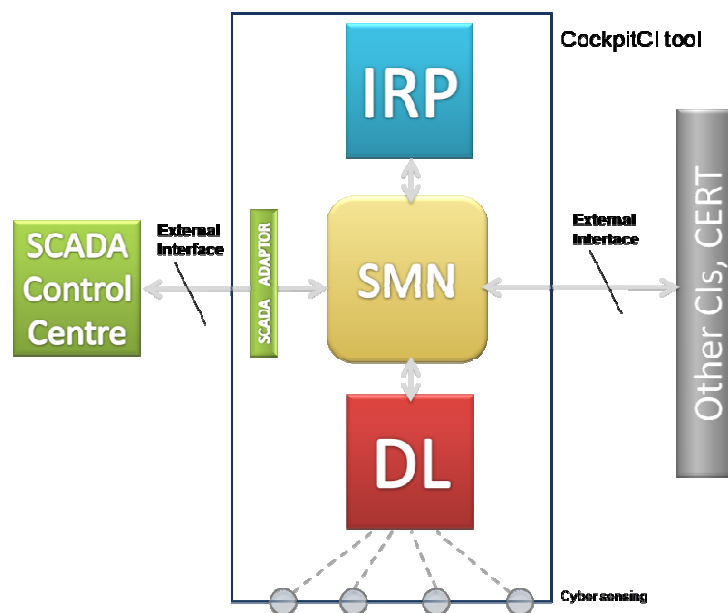 CockpitCI tool
IRP
External
Interface
SCADA
Control
Centre
SCADA ADAPTOR
SMN
External
Interface
Other CIs, CERT
DL
Cyber sensing